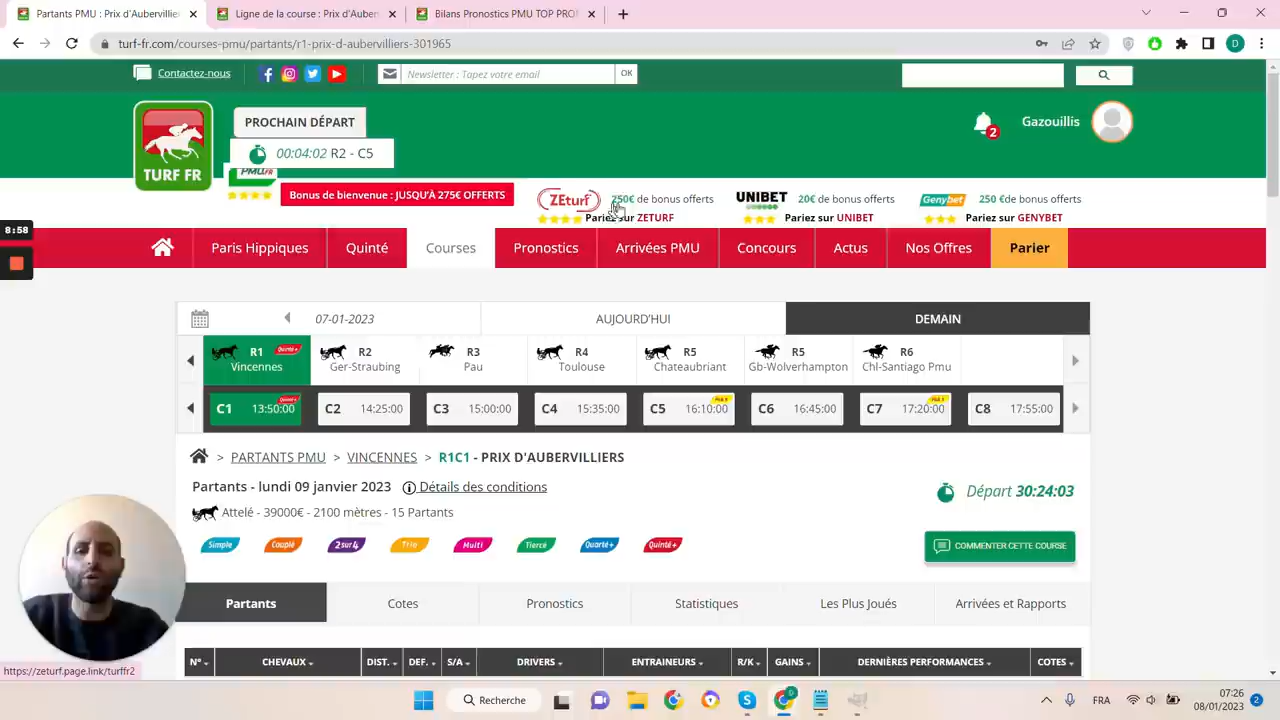 Partants PMU : Prix d'Aubervillie
Ligne de la course : Prix d'Aube
Bilan Pronostics PMU TOP PRO
turf-fr.com/courses-pmu/partants/r1-prix-d-aubervilliers-301965
D
Contactez-nous
Newsletter : Tapez votre email
OK
TURF FR
PROCHAIN DÉPART
00:04:02 R2 - C5
2
Gazouillis
PMU.FR
Bonus de bienvenue : JUSQU'À 275€ OFFERTS
ZEturf
250€ de bonus offerts
Pariez sur ZETURF
UNIBET
20€ de bonus offerts
Pariez sur UNIBET
Genybet
250 € de bonus offerts
Pariez sur GENYBET
8:58
Paris Hippiques
Quinté
Courses
Pronostics
Arrivées PMU
Concours
Actus
Nos Offres
Parier
07-01-2023
AUJOURD'HUI
DEMAIN
R1 Quinté+
Vincennes
R2
Ger-Straubing
R3
Pau
R4
Toulouse
R5
Chateaubriant
R5
Gb-Wolverhampton
R6
Chl-Santiago Pmu
C1 13:50:00 Quinté+
C2 14:25:00
C3 15:00:00
C4 15:35:00
C5 16:10:00
C6 16:45:00
C7 17:20:00
C8 17:55:00
> PARTANTS PMU > VINCENNES > R1C1 - PRIX D'AUBERVILLIERS
Partants - lundi 09 janvier 2023 Détails des conditions
Départ 30:24:03
Attelé - 39000€ - 2100 mètres - 15 Partants
Simple
Couplé
2sur4
Trio
Multi
Tiercé
Quarté+
Quinté+
COMMENTER CETTE COURSE
Partants
Cotes
Pronostics
Statistiques
Les Plus Joués
Arrivées et Rapports
N°
CHEVAUX
DIST.
DEF.
S/A
DRIVERS
ENTRAINEURS
R/K
GAINS
DERNIÈRES PERFORMANCES
COTES
https://zeturf.page.link/turffr2
Recherche
FRA
07:26
08/01/2023
2